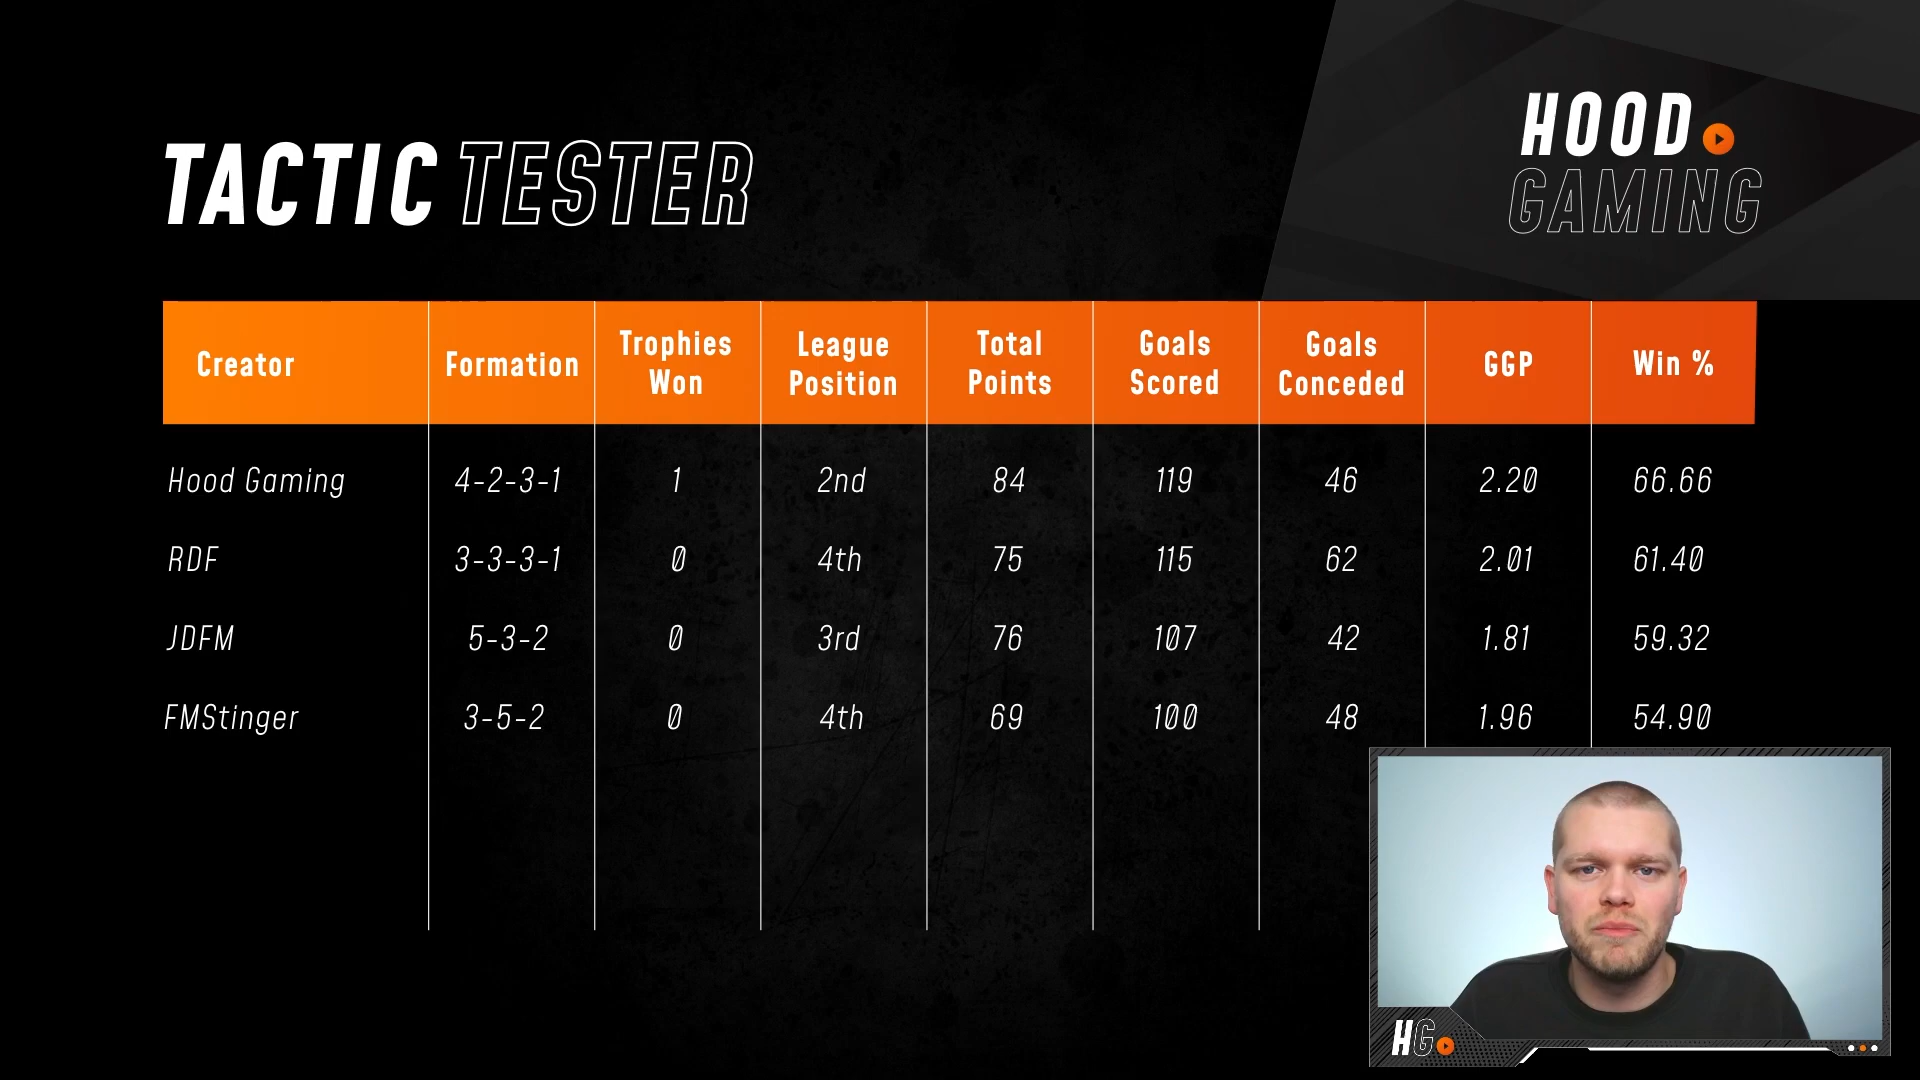 HOOD
GAMING
TACTIC TESTER
Creator Formation Trophies Won League Position Total Points Goals Scored Goals Conceded GGP Win %
Hood Gaming 4-2-3-1 1 2nd 84 119 46 2.20 66.66
RDF 3-3-3-1 0 4th 75 115 62 2.01 61.40
JDFM 5-3-2 0 3rd 76 107 42 1.81 59.32
FMStinger 3-5-2 0 4th 69 100 48 1.96 54.90
HG